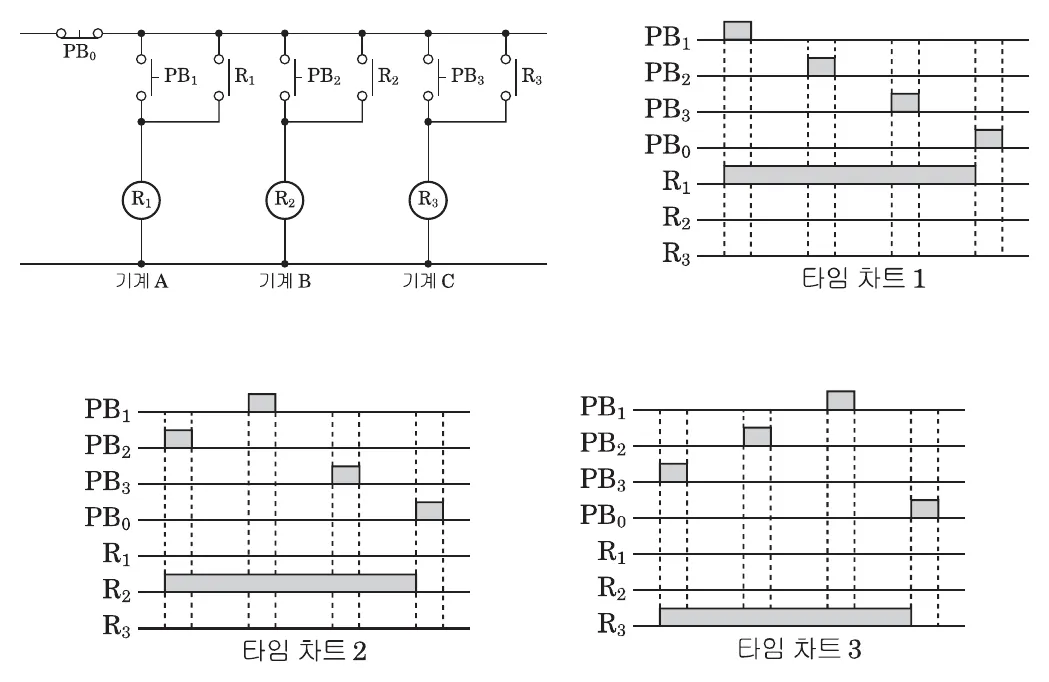 PB₀
PB₁ R₁ PB₂ R₂ PB₃ R₃
R₁ R₂ R₃
기계 A 기계 B 기계 C
PB₁
PB₂
PB₃
PB₀
R₁
R₂
R₃
타임 차트 1
PB₁
PB₂
PB₃
PB₀
R₁
R₂
R₃
타임 차트 2
PB₁
PB₂
PB₃
PB₀
R₁
R₂
R₃
타임 차트 3